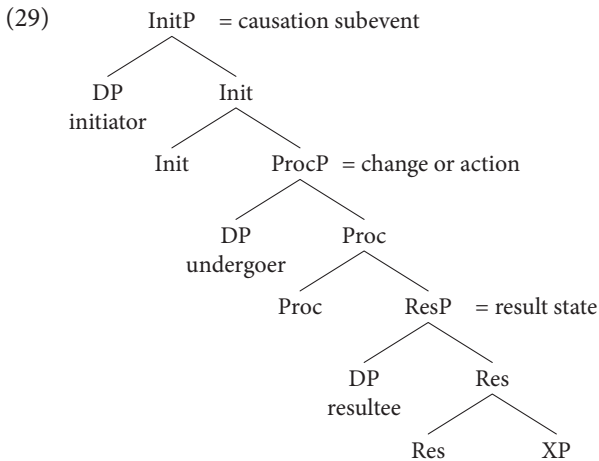 (29) InitP = causation subevent
DP Init
initiator
Init ProcP = change or action
DP Proc
undergoer
Proc ResP = result state
DP Res
resultee
Res XP